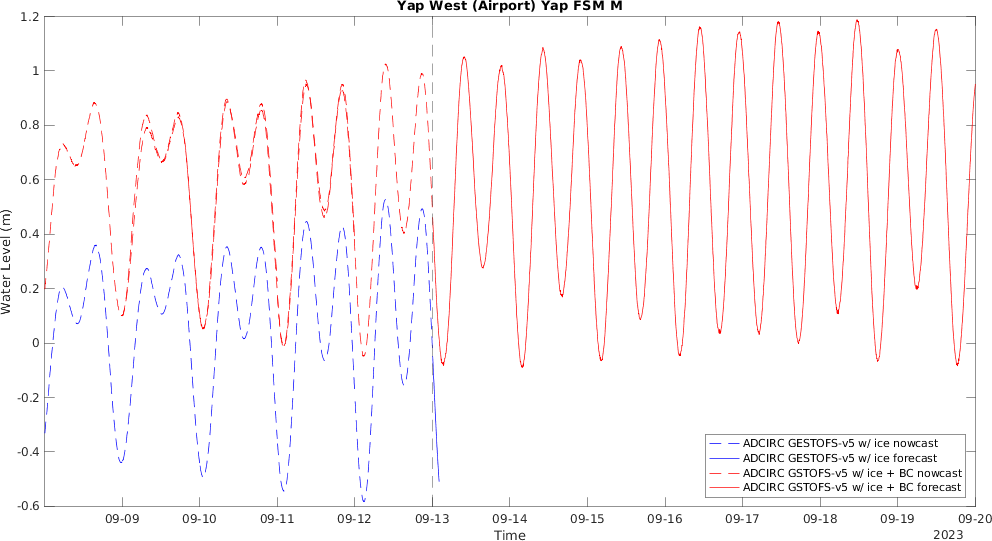 Yap West (Airport) Yap FSM M
Water Level (m)
1.2
1
0.8
0.6
0.4
0.2
0
-0.2
-0.4
-0.6
ADCIRC GESTOFS-v5 w/ ice nowcast
ADCIRC GESTOFS-v5 w/ ice forecast
ADCIRC GSTOFS-v5 w/ ice + BC nowcast
ADCIRC GSTOFS-v5 w/ ice + BC forecast
09-09 09-10 09-11 09-12 09-13 09-14 09-15 09-16 09-17 09-18 09-19 09-20
Time
2023